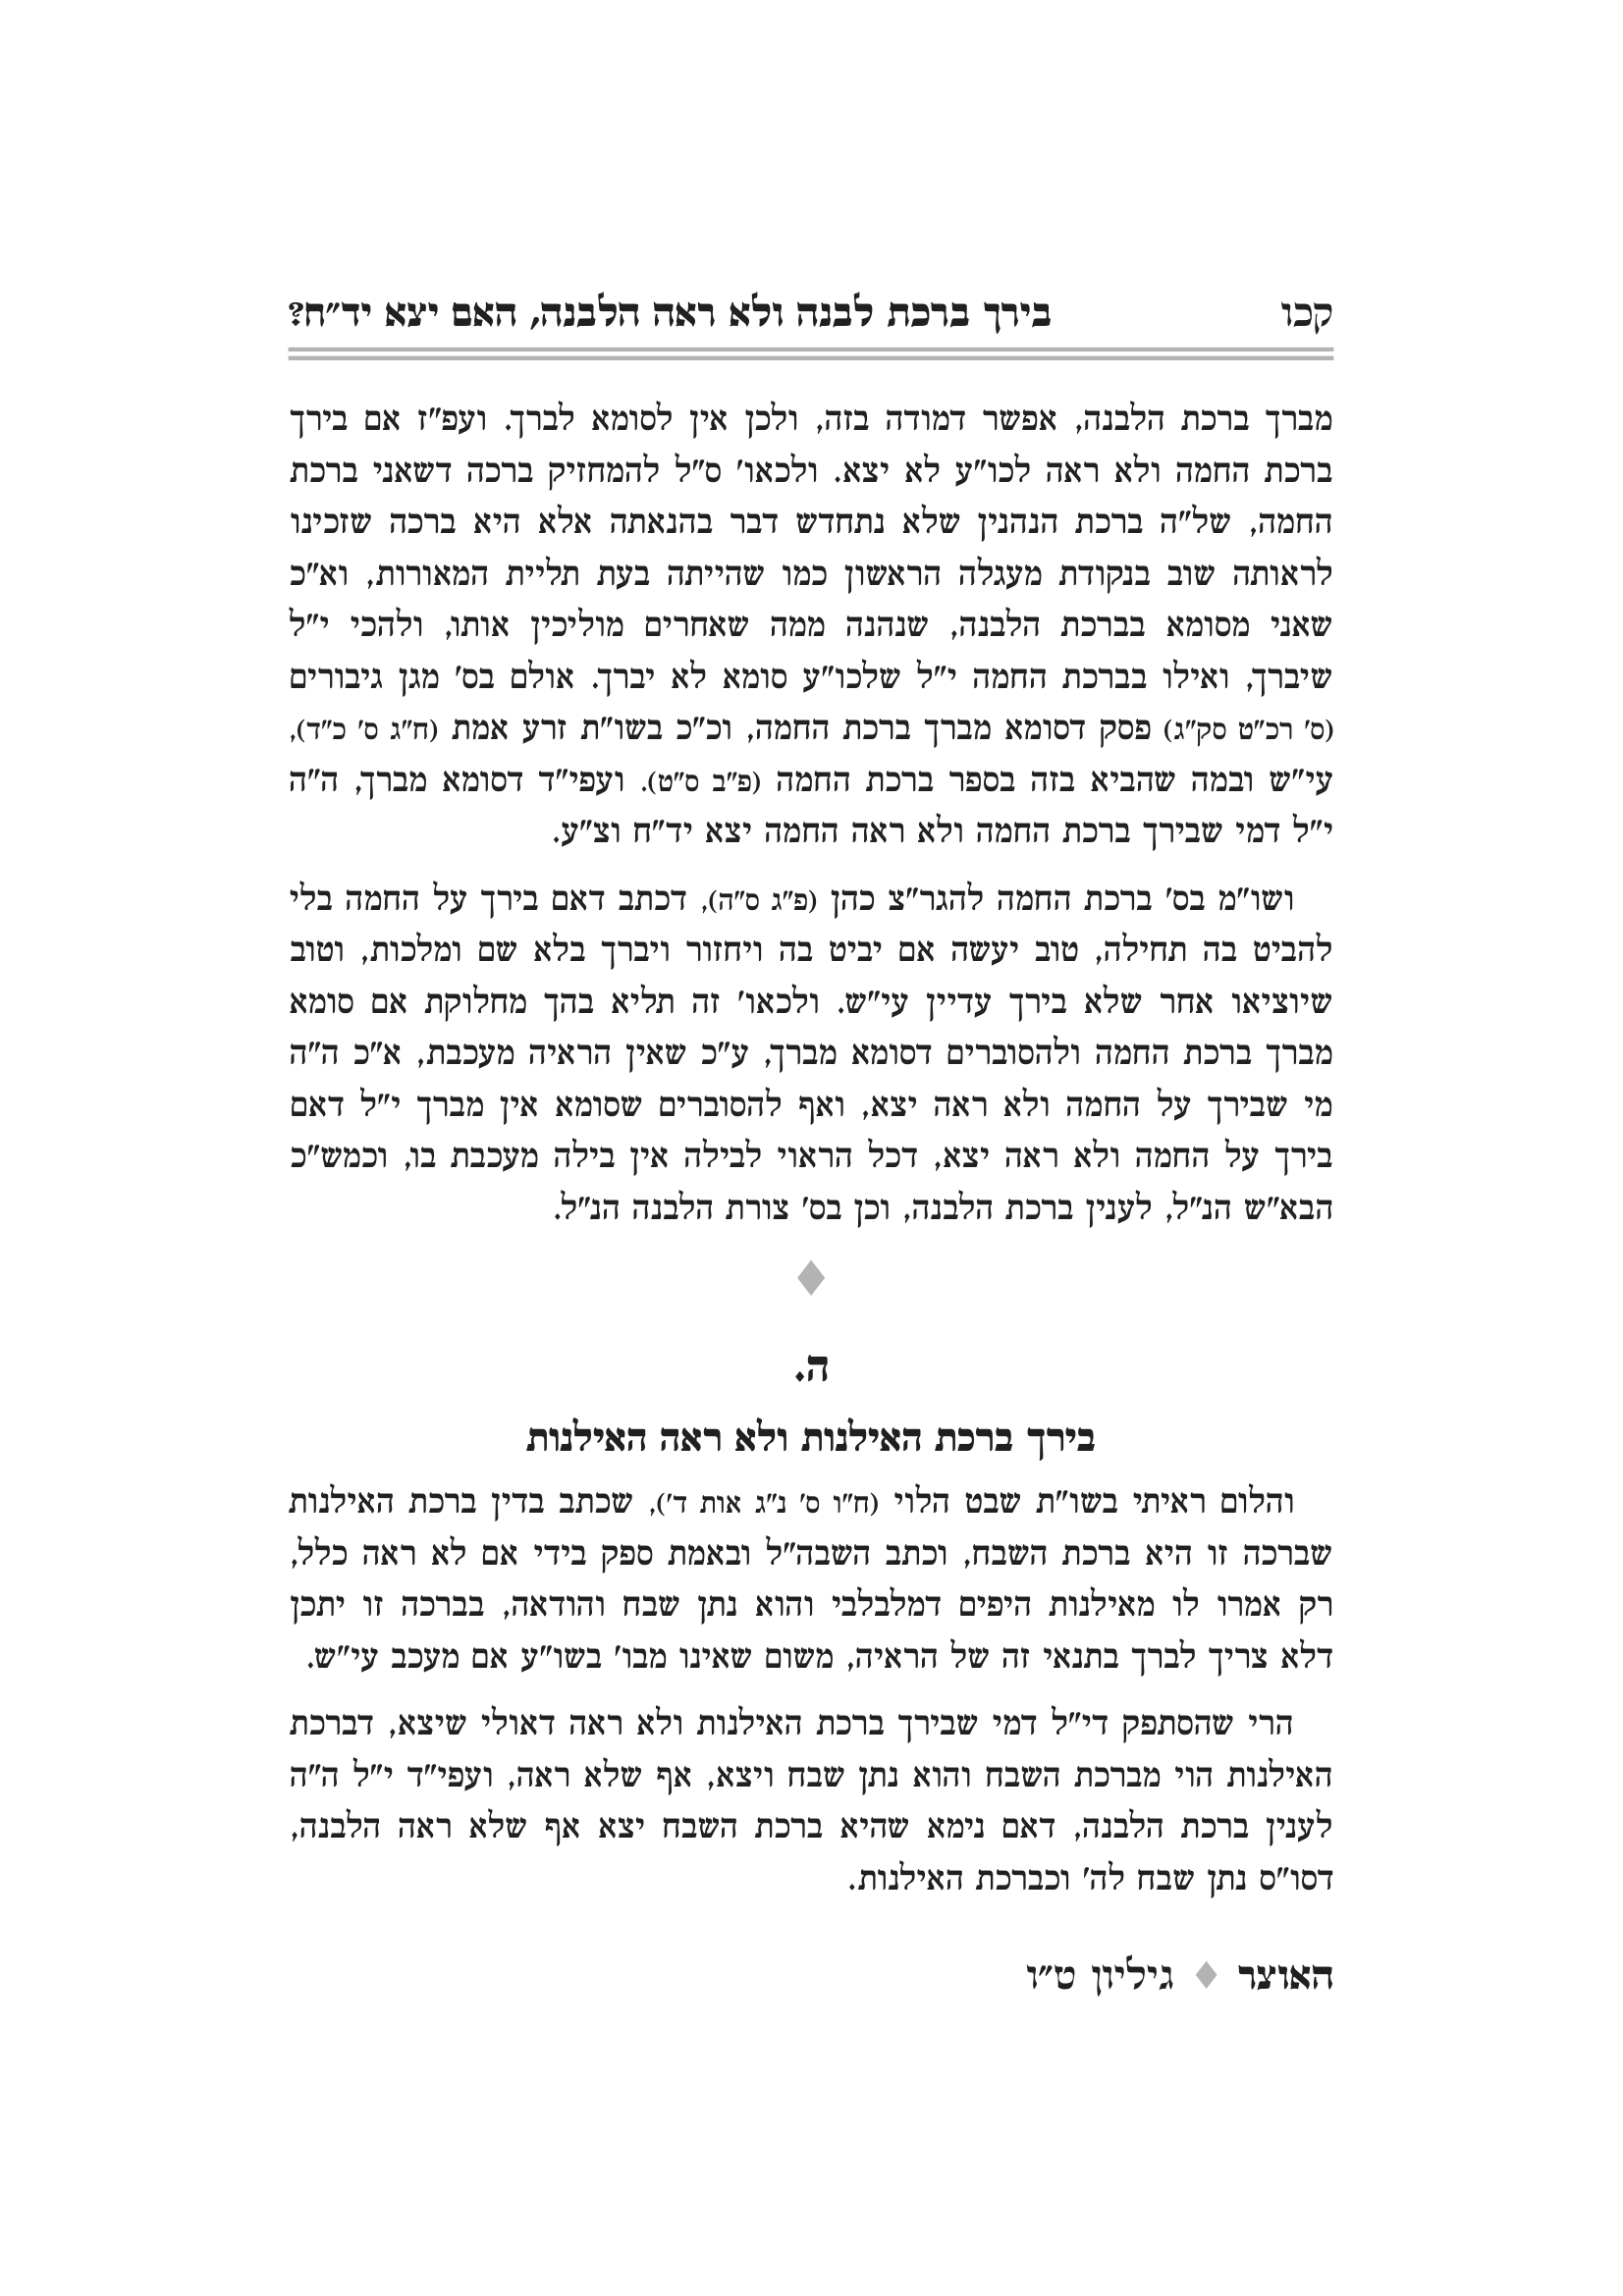 קכו בירך ברכת לבנה ולא ראה הלבנה, האם יצא יד״ח?
מברך ברכת הלבנה, אפשר דמודה בזה, ולכן אין לסומא לברך. ועפ״ז אם בירך
ברכת החמה ולא ראה לכו״ע לא יצא. ולכאו׳ ס״ל להמחזיק ברכה דשאני ברכת
החמה, של״ה ברכת הנהנין שלא נתחדש דבר בהנאתה אלא היא ברכה שזכינו
לראותה שוב בנקודת מעגלה הראשון כמו שהייתה בעת תליית המאורות, וא״כ
שאני מסומא בברכת הלבנה, שנהנה ממה שאחרים מוליכין אותו, ולהכי י״ל
שיברך, ואילו בברכת החמה י״ל שלכו״ע סומא לא יברך. אולם בס׳ מגן גיבורים
(ס׳ רכ״ט סק״ג) פסק דסומא מברך ברכת החמה, וכ״כ בשו״ת זרע אמת (ח״ג ס׳ כ״ד),
עי״ש ובמה שהביא בזה בספר ברכת החמה (פ״ב ס״ט). ועפי״ד דסומא מברך, ה״ה
י״ל דמי שבירך ברכת החמה ולא ראה החמה יצא יד״ח וצ״ע.
ושו״מ בס׳ ברכת החמה להגר״צ כהן (פ״ג ס״ה), דכתב דאם בירך על החמה בלי
להביט בה תחילה, טוב יעשה אם יביט בה ויחזור ויברך בלא שם ומלכות, וטוב
שיוציאו אחר שלא בירך עדיין עי״ש. ולכאו׳ זה תליא בהך מחלוקת אם סומא
מברך ברכת החמה ולהסוברים דסומא מברך, ע״כ שאין הראיה מעכבת, א״כ ה״ה
מי שבירך על החמה ולא ראה יצא, ואף להסוברים שסומא אין מברך י״ל דאם
בירך על החמה ולא ראה יצא, דכל הראוי לבילה אין בילה מעכבת בו, וכמש״כ
הבא״ש הנ״ל, לענין ברכת הלבנה, וכן בס׳ צורת הלבנה הנ״ל.
ה.
בירך ברכת האילנות ולא ראה האילנות
והלום ראיתי בשו״ת שבט הלוי (ח״ו ס׳ נ״ג אות ד׳), שכתב בדין ברכת האילנות
שברכה זו היא ברכת השבח, וכתב השבה״ל ובאמת ספק בידי אם לא ראה כלל,
רק אמרו לו מאילנות היפים דמלבלבי והוא נתן שבח והודאה, בברכה זו יתכן
דלא צריך לברך בתנאי זה של הראיה, משום שאינו מבו׳ בשו״ע אם מעכב עי״ש.
הרי שהסתפק די״ל דמי שבירך ברכת האילנות ולא ראה דאולי שיצא, דברכת
האילנות הוי מברכת השבח והוא נתן שבח ויצא, אף שלא ראה, ועפי״ד י״ל ה״ה
לענין ברכת הלבנה, דאם נימא שהיא ברכת השבח יצא אף שלא ראה הלבנה,
דסו״ס נתן שבח לה׳ וכברכת האילנות.
האוצר ♦ גיליון ט״ו